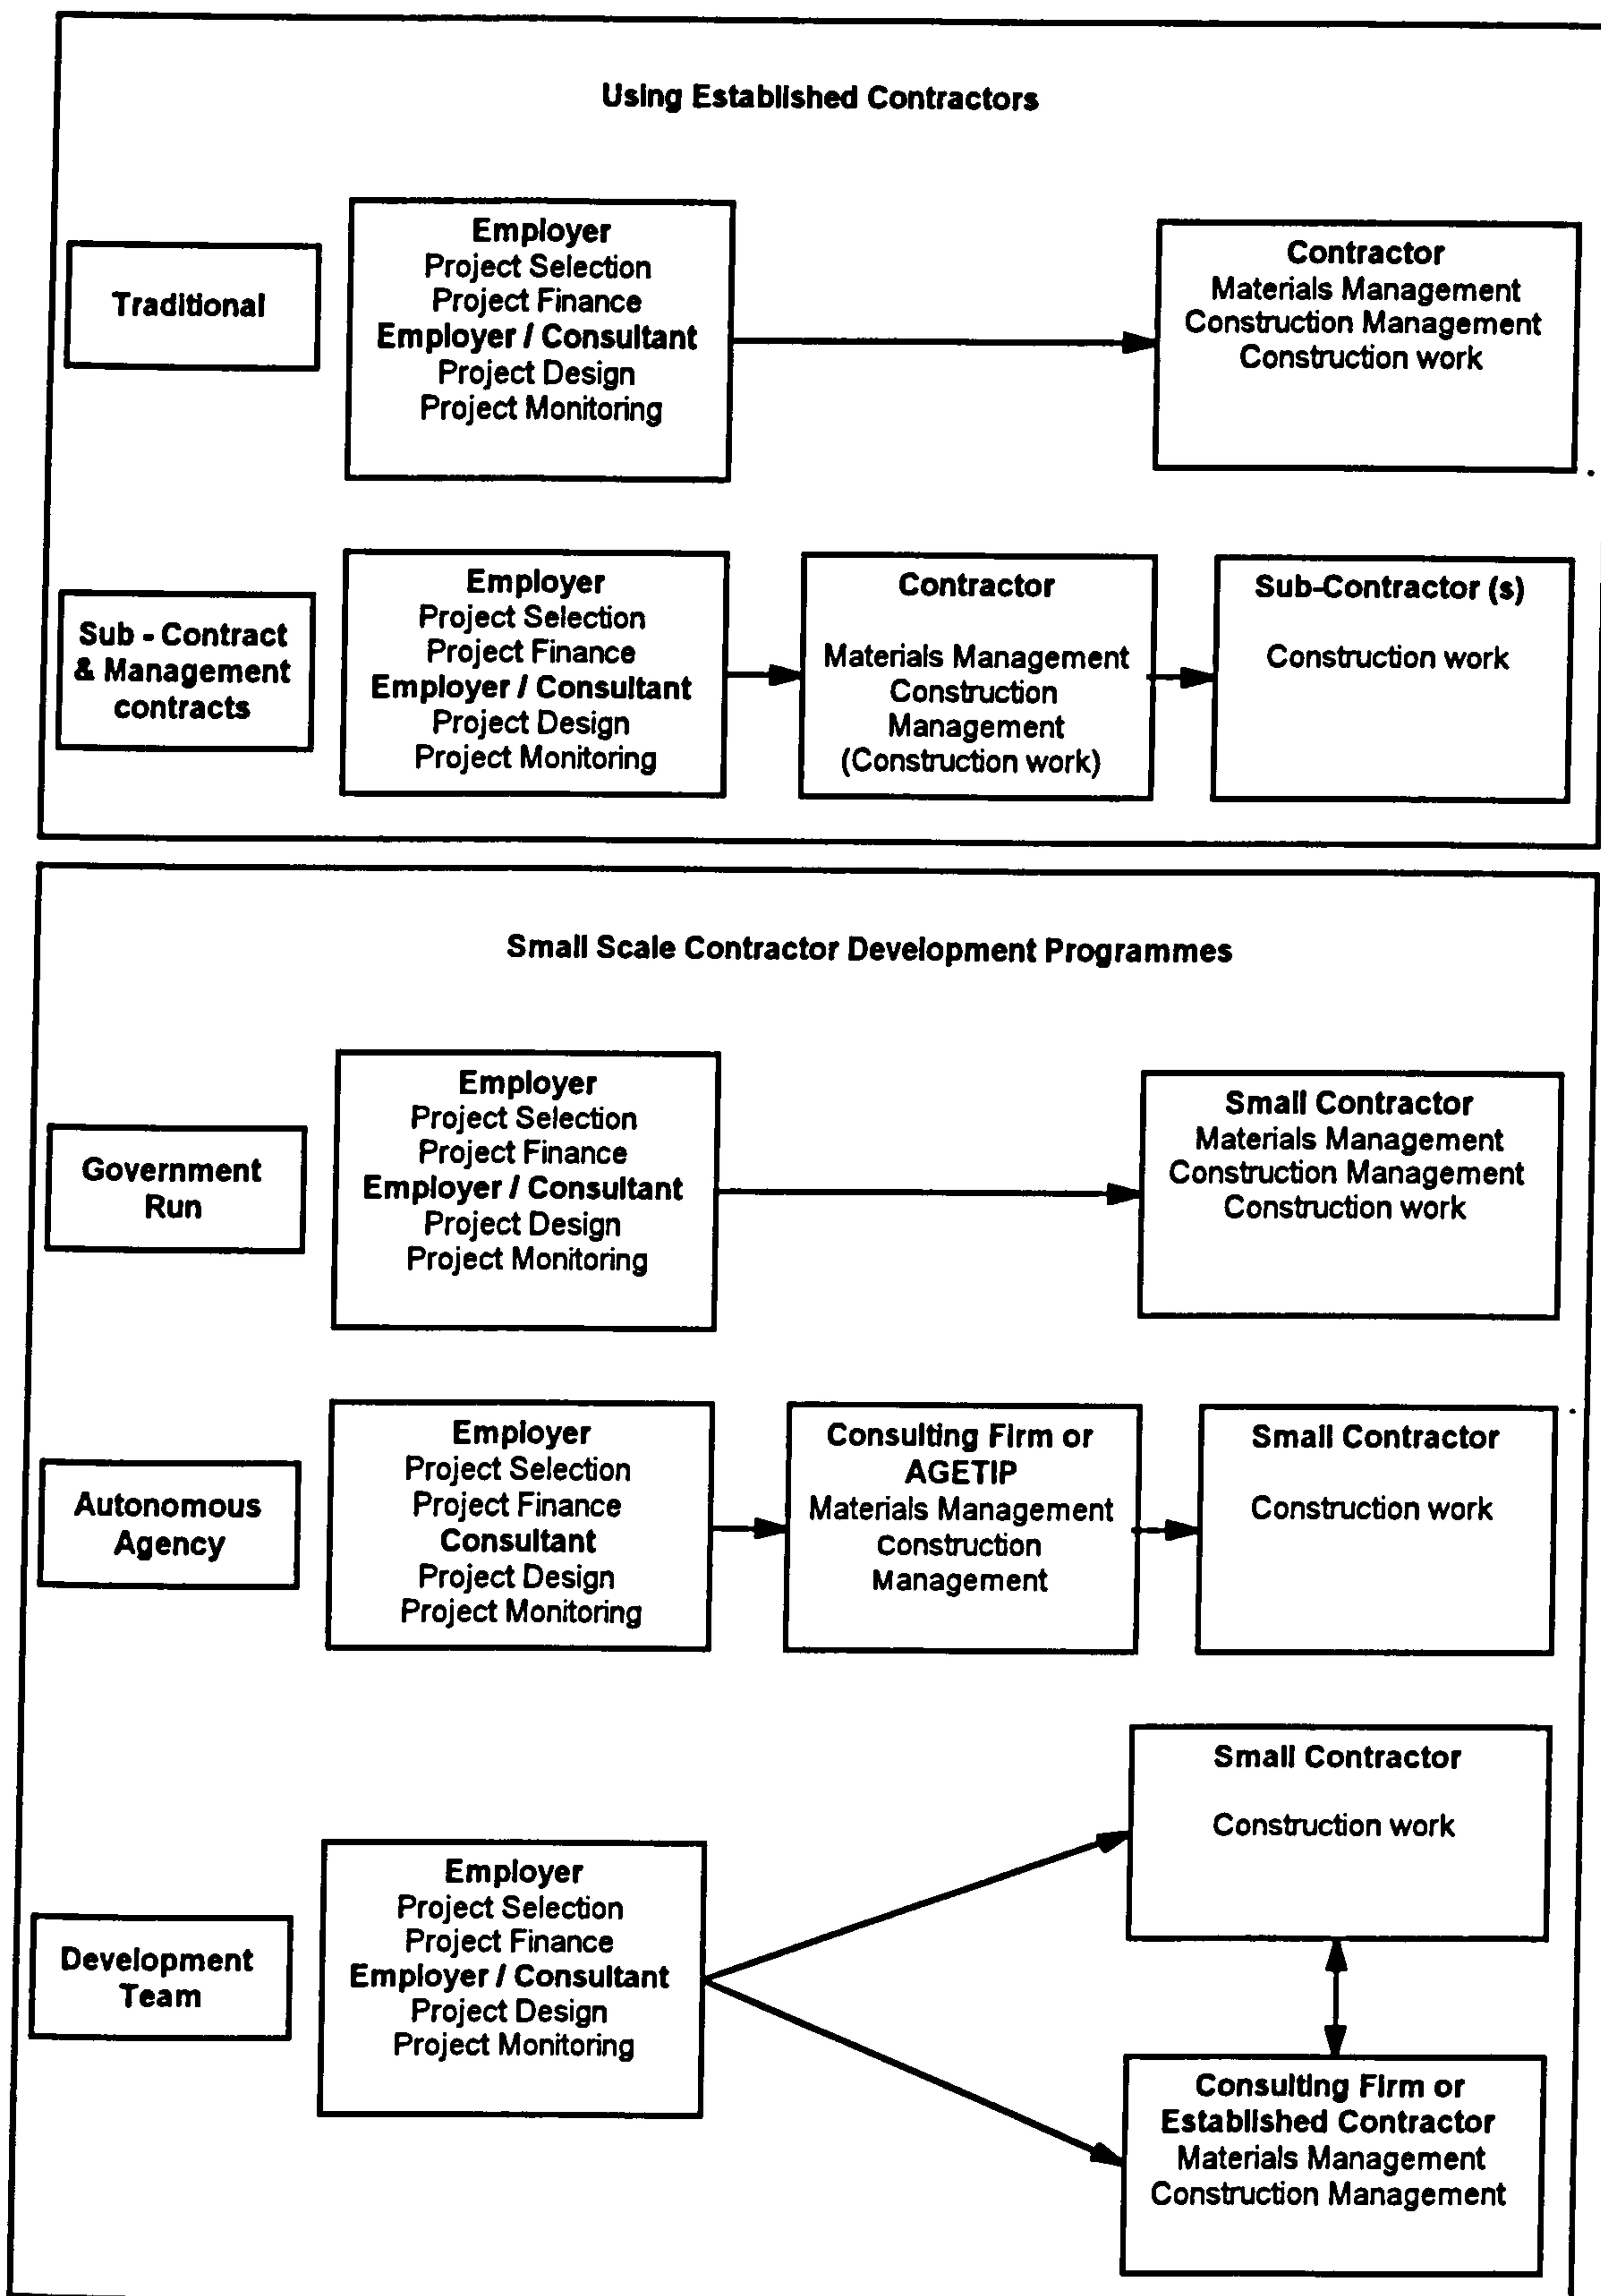 Using Established Contractors
Traditional
Employer
Project Selection
Project Finance
Employer / Consultant
Project Design
Project Monitoring
Contractor
Materials Management
Construction Management
Construction work
Sub - Contract
& Management
contracts
Employer
Project Selection
Project Finance
Employer / Consultant
Project Design
Project Monitoring
Contractor
Materials Management
Construction
Management
(Construction work)
Sub-Contractor (s)
Construction work
Small Scale Contractor Development Programmes
Government
Run
Employer
Project Selection
Project Finance
Employer / Consultant
Project Design
Project Monitoring
Small Contractor
Materials Management
Construction Management
Construction work
Autonomous
Agency
Employer
Project Selection
Project Finance
Consultant
Project Design
Project Monitoring
Consulting Firm or
AGETIP
Materials Management
Construction
Management
Small Contractor
Construction work
Development
Team
Employer
Project Selection
Project Finance
Employer / Consultant
Project Design
Project Monitoring
Small Contractor
Construction work
Consulting Firm or
Established Contractor
Materials Management
Construction Management